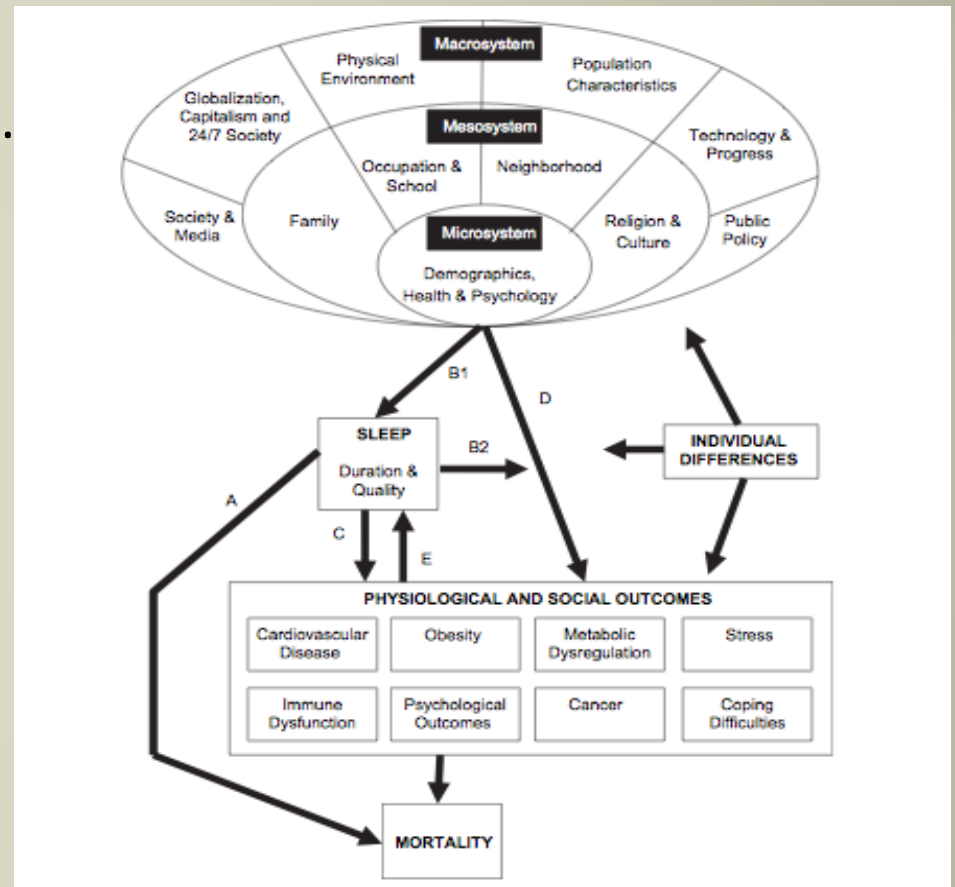 Macrosystem
Physical
Environment
Population
Characteristics
Globalization,
Capitalism and
24/7 Society
Mesosystem
Technology &
Progress
Occupation &
School
Neighborhood
Society &
Media
Family
Religion &
Culture
Public
Policy
Microsystem
Demographics,
Health & Psychology
B1
D
SLEEP
Duration &
Quality
B2
INDIVIDUAL
DIFFERENCES
A
C
E
PHYSIOLOGICAL AND SOCIAL OUTCOMES
Cardiovascular
Disease
Obesity
Metabolic
Dysregulation
Stress
Immune
Dysfunction
Psychological
Outcomes
Cancer
Coping
Difficulties
MORTALITY